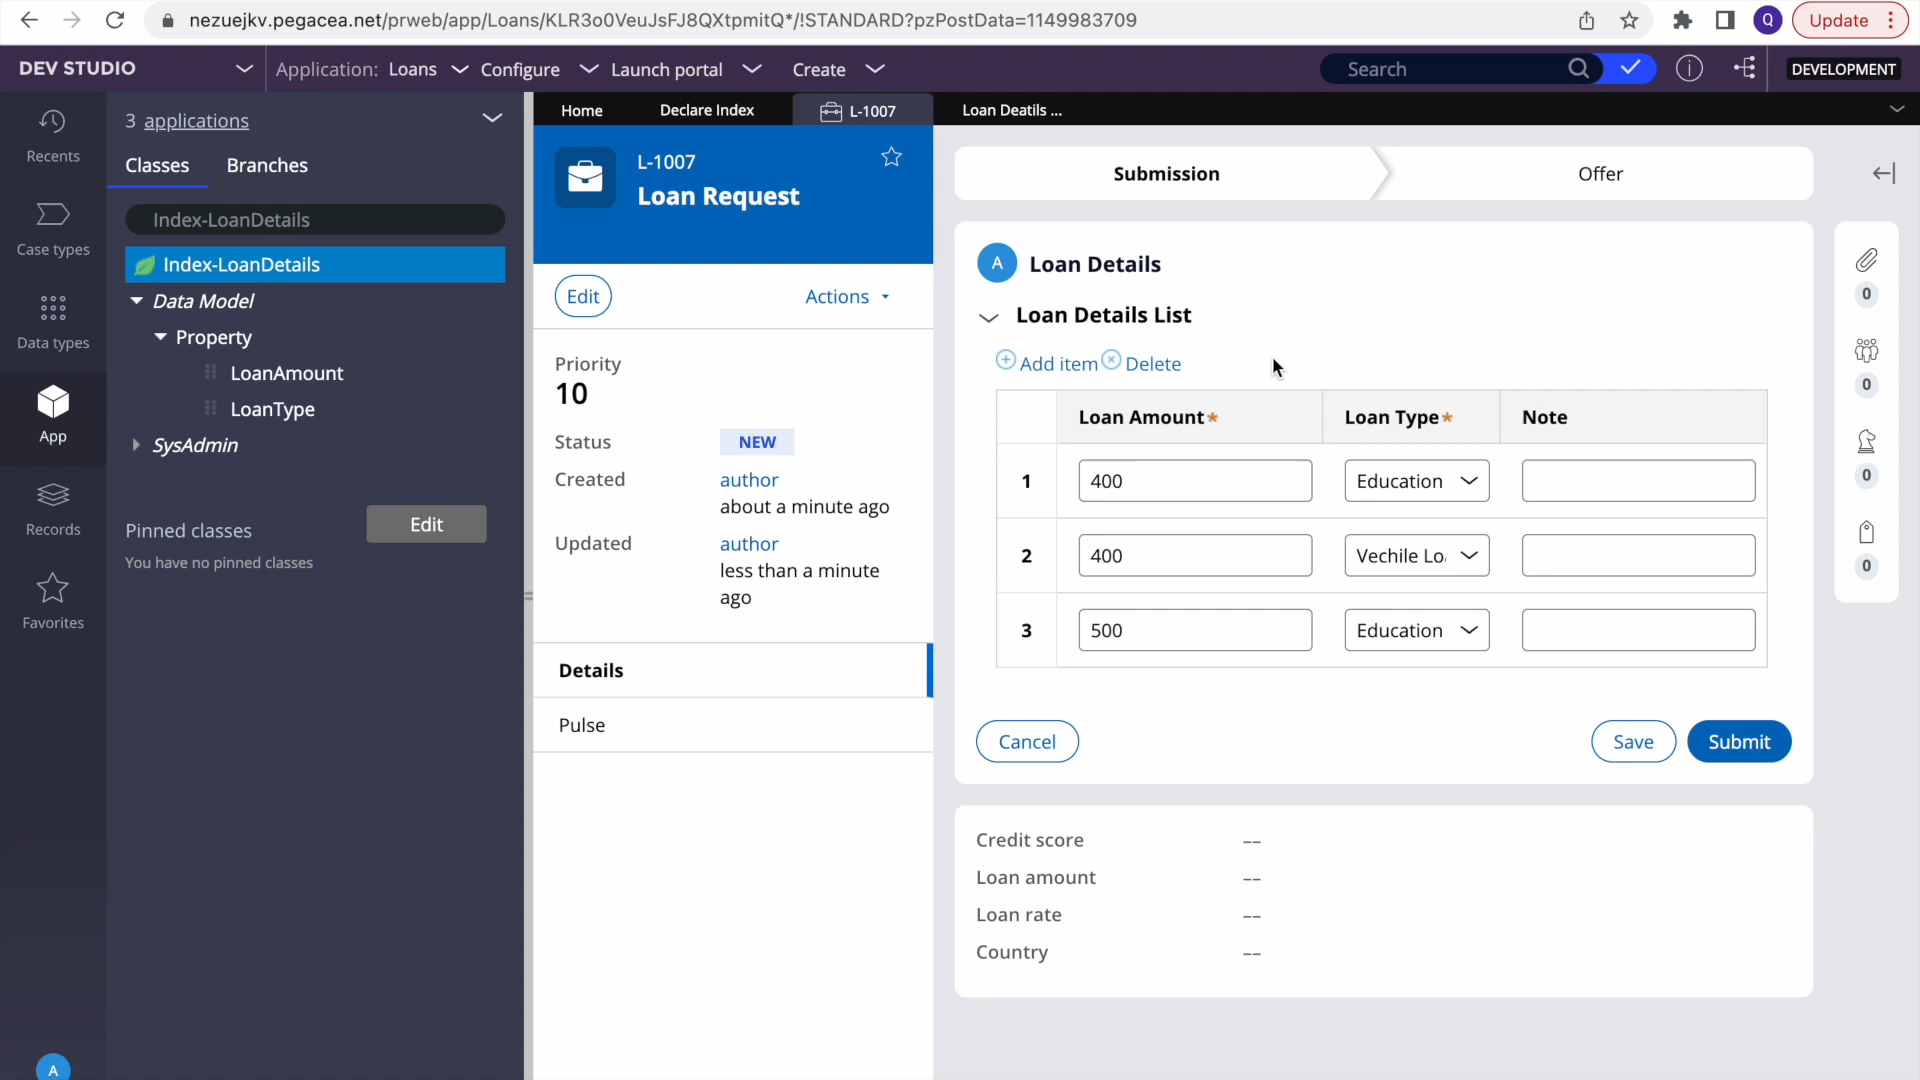 nezuejkv.pegacea.net/prweb/app/Loans/KLR3o0VeuJsFJ8QXtpmitQ*/!STANDARD?pzPostData=1149983709
Q
Update
DEV STUDIO
Application: Loans
Configure
Launch portal
Create
Search
DEVELOPMENT
Recents
Case types
Data types
App
Records
Favorites
A
3 applications
Classes
Branches
Index-LoanDetails
Index-LoanDetails
Data Model
Property
LoanAmount
LoanType
SysAdmin
Pinned classes
Edit
You have no pinned classes
Home
Declare Index
L-1007
Loan Deatils ...
L-1007
Loan Request
Edit
Actions
Priority
10
Status
NEW
Created
author
about a minute ago
Updated
author
less than a minute
ago
Details
Pulse
Submission
Offer
A
Loan Details
Loan Details List
Add item
Delete
Loan Amount*
Loan Type*
Note
1
400
Education
2
400
Vechile Lo
3
500
Education
Cancel
Save
Submit
Credit score
--
Loan amount
--
Loan rate
--
Country
--
0
0
0
0